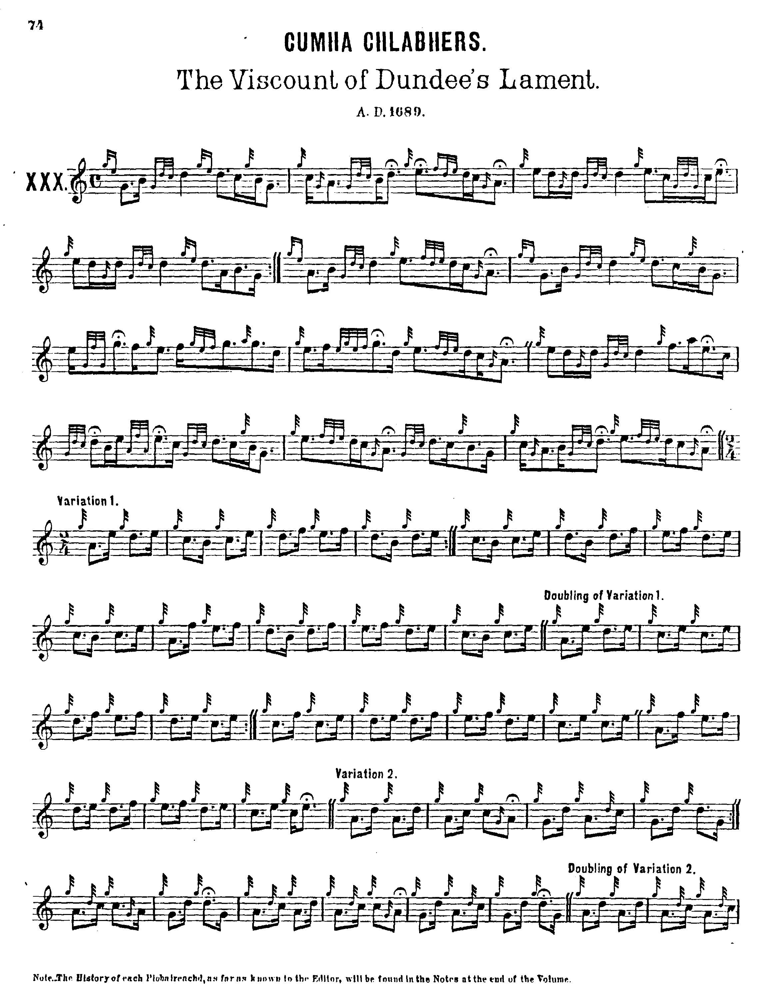 74
CUMHA CHLABHERS.
The Viscount of Dundee's Lament.
A. D. 1689.
XXX.
Variation 1.
Doubling of Variation 1.
Variation 2.
Doubling of Variation 2.
Note..The History of each Piobaireachd, as far as known to the Editor, will be found in the Notes at the end of the Volume.